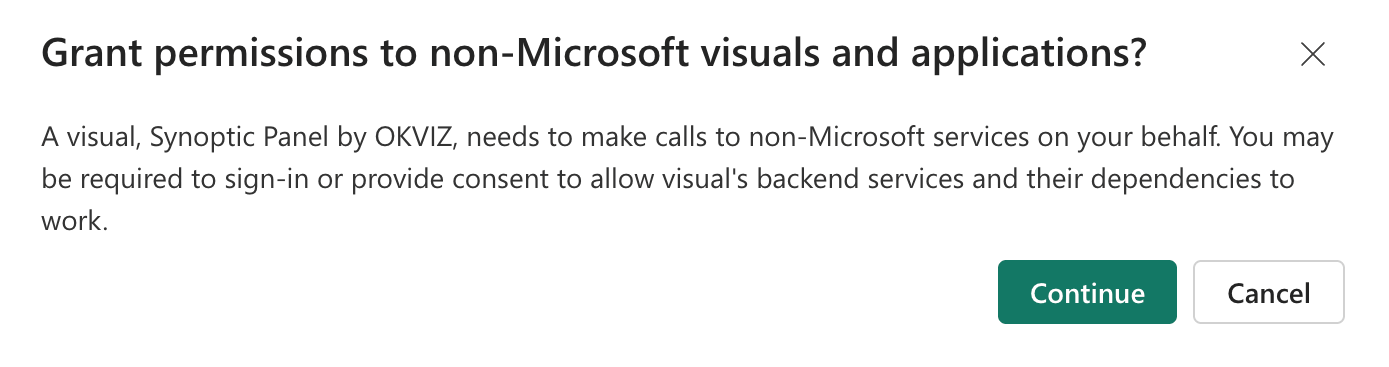 Grant permissions to non-Microsoft visuals and applications?
A visual, Synoptic Panel by OKVIZ, needs to make calls to non-Microsoft services on your behalf. You may
be required to sign-in or provide consent to allow visual's backend services and their dependencies to
work.
Continue
Cancel